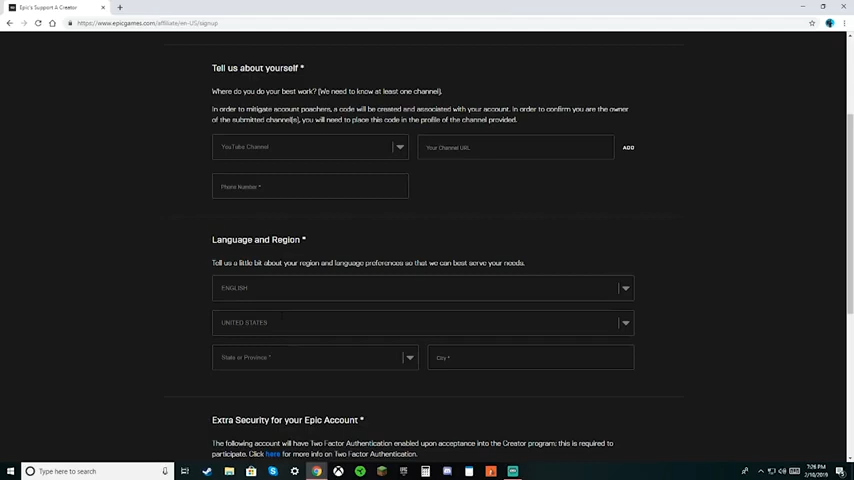 Epic's Support A Creator
https://www.epicgames.com/affiliate/en-US/signup
Tell us about yourself *
Where do you do your best work? (We need to know at least one channel).
In order to mitigate account poachers, a code will be created and associated with your account. In order to confirm you are the owner
of the submitted channel(s), you will need to place this code in the profile of the channel provided.
YouTube Channel
Your Channel URL
ADD
Phone Number *
Language and Region *
Tell us a little bit about your region and language preferences so that we can best serve your needs.
ENGLISH
UNITED STATES
State or Province *
City *
Extra Security for your Epic Account *
The following account will have Two Factor Authentication enabled upon acceptance into the Creator program; this is required to
participate. Click here for more info on Two Factor Authentication.
Type here to search
7:26 PM
2/18/2019